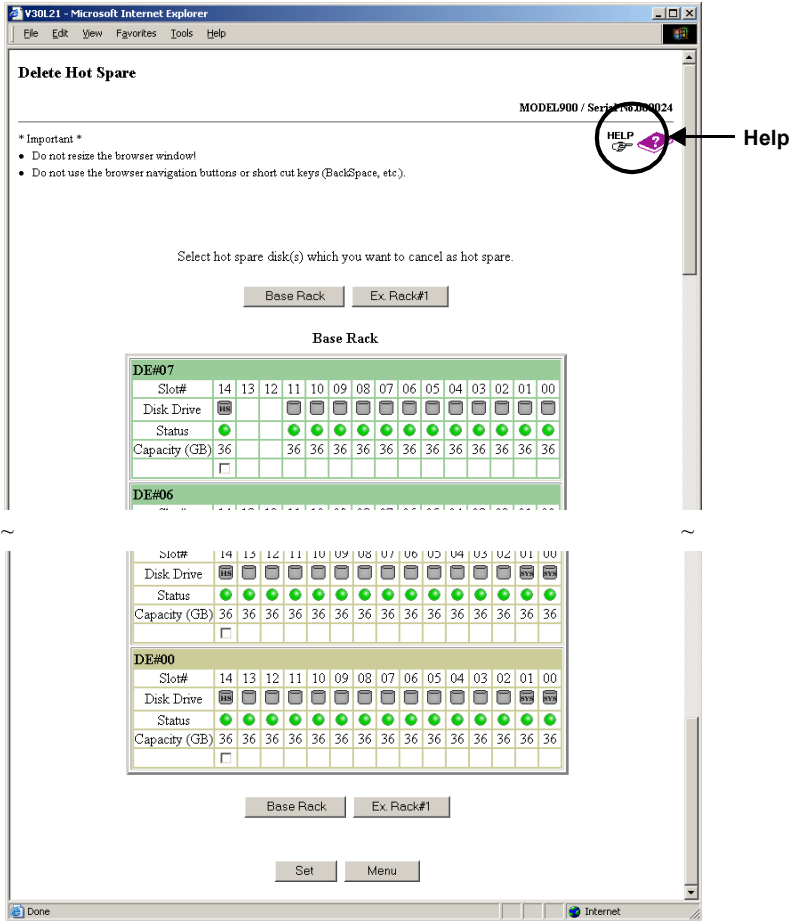 V30L21 - Microsoft Internet Explorer
File Edit View Favorites Tools Help
Delete Hot Spare
MODEL900 / Serial No.000024
* Important *
HELP
?
Help
• Do not resize the browser window!
• Do not use the browser navigation buttons or short cut keys (BackSpace, etc.).
Select hot spare disk(s) which you want to cancel as hot spare.
Base Rack Ex. Rack#1
Base Rack
DE#07
Slot# 14 13 12 11 10 09 08 07 06 05 04 03 02 01 00
Disk Drive HS
Status
Capacity (GB) 36 36 36 36 36 36 36 36 36 36 36 36 36
DE#06
~ ~
Slot# 14 13 12 11 10 09 08 07 06 05 04 03 02 01 00
Disk Drive HS SYS SYS
Status
Capacity (GB) 36 36 36 36 36 36 36 36 36 36 36 36 36 36 36
DE#00
Slot# 14 13 12 11 10 09 08 07 06 05 04 03 02 01 00
Disk Drive HS SYS SYS
Status
Capacity (GB) 36 36 36 36 36 36 36 36 36 36 36 36 36 36 36
Base Rack Ex. Rack#1
Set Menu
Done Internet